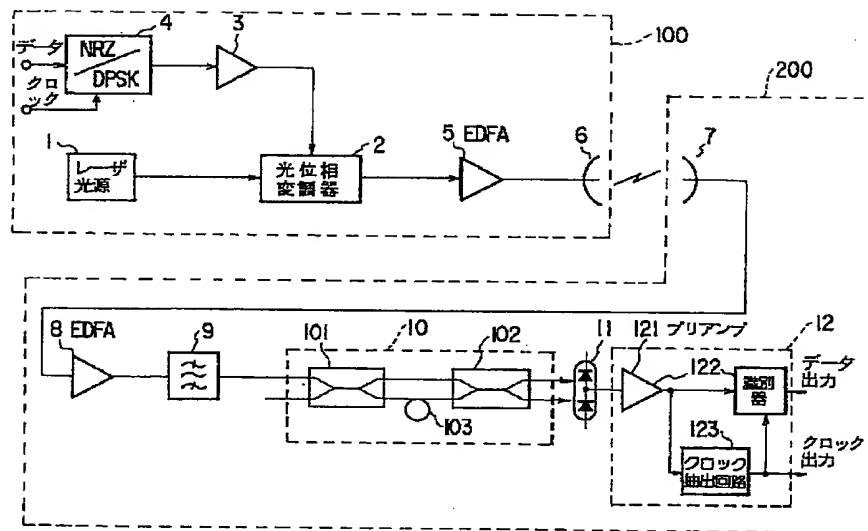 データ
クロック
4
NRZ
DPSK
3
100
200
1
レーザ
光源
2
光位相
変調器
5 EDFA
6
7
8 EDFA
9
10
101
102
103
11
121 プリアンプ
12
122
識別
器
データ
出力
123
クロック
抽出回路
クロック
出力